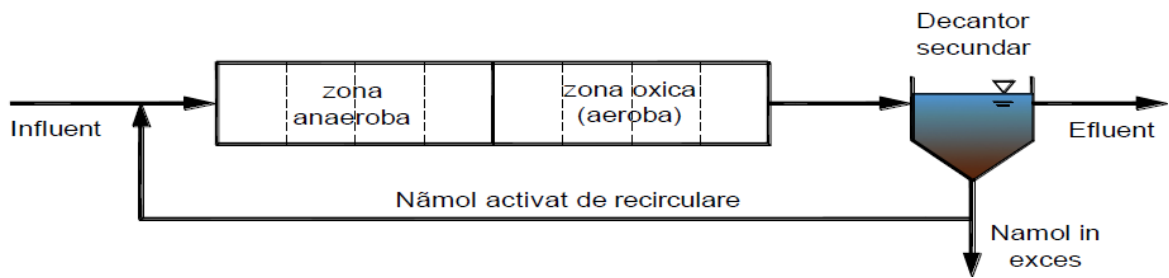 Decantor
secundar
zona
anaeroba
zona oxica
(aeroba)
Influent
Efluent
Nãmol activat de recirculare
Namol in
exces